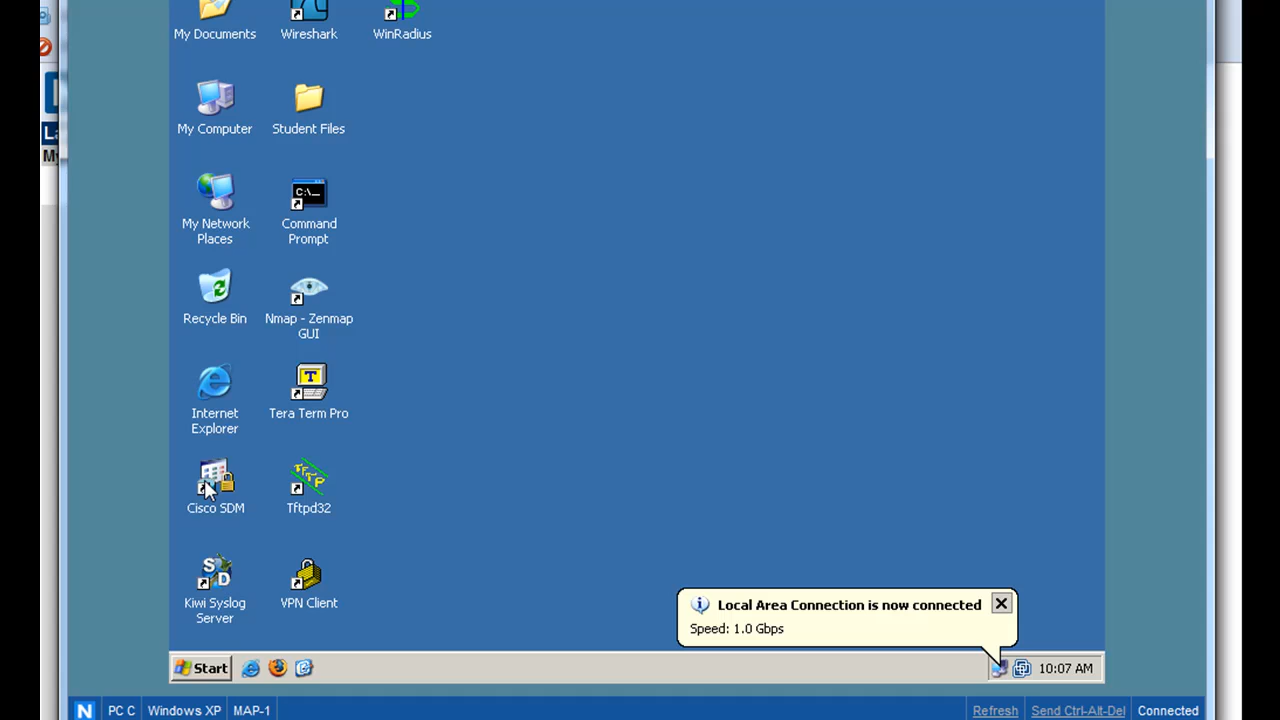 My Documents
Wireshark
WinRadius
My Computer
Student Files
C:\_
My Network
Places
Command
Prompt
Recycle Bin
Nmap - Zenmap
GUI
Internet
Explorer
T
Tera Term Pro
Cisco SDM
TFTP
Tftpd32
SD
Kiwi Syslog
Server
VPN Client
Local Area Connection is now connected
Speed: 1.0 Gbps
Start
10:07 AM
N
PC C
Windows XP
MAP-1
Refresh
Send Ctrl-Alt-Del
Connected